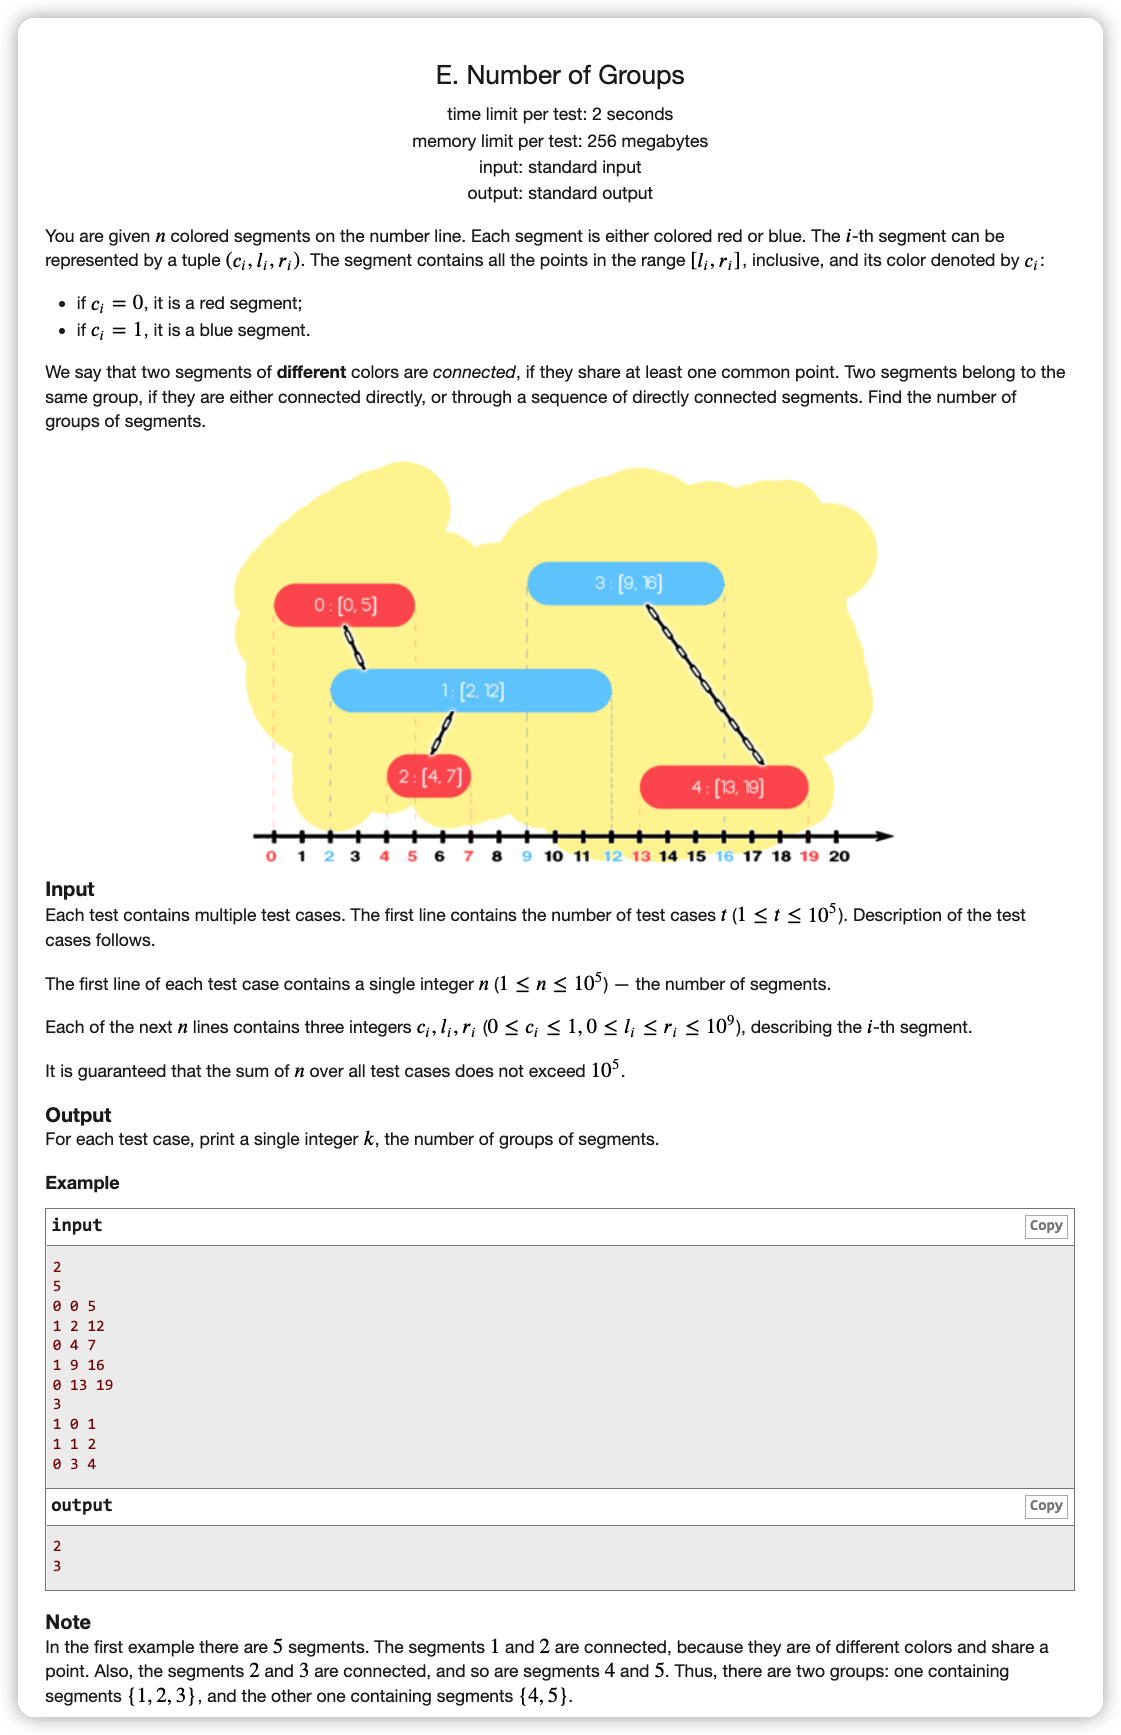 E. Number of Groups
time limit per test: 2 seconds
memory limit per test: 256 megabytes
input: standard input
output: standard output
You are given n colored segments on the number line. Each segment is either colored red or blue. The i-th segment can be
represented by a tuple (c_i, l_i, r_i). The segment contains all the points in the range [l_i, r_i], inclusive, and its color denoted by c_i:
• if c_i = 0, it is a red segment;
• if c_i = 1, it is a blue segment.
We say that two segments of different colors are connected, if they share at least one common point. Two segments belong to the
same group, if they are either connected directly, or through a sequence of directly connected segments. Find the number of
groups of segments.
3 : [9, 16]
0 : [0, 5]
1 : [2, 12]
2 : [4, 7]
4 : [13, 19]
0 1 2 3 4 5 6 7 8 9 10 11 12 13 14 15 16 17 18 19 20
Input
Each test contains multiple test cases. The first line contains the number of test cases t (1 ≤ t ≤ 10^5). Description of the test
cases follows.
The first line of each test case contains a single integer n (1 ≤ n ≤ 10^5) — the number of segments.
Each of the next n lines contains three integers c_i, l_i, r_i (0 ≤ c_i ≤ 1, 0 ≤ l_i ≤ r_i ≤ 10^9), describing the i-th segment.
It is guaranteed that the sum of n over all test cases does not exceed 10^5.
Output
For each test case, print a single integer k, the number of groups of segments.
Example
input Copy
2
5
0 0 5
1 2 12
0 4 7
1 9 16
0 13 19
3
1 0 1
1 1 2
0 3 4
output Copy
2
3
Note
In the first example there are 5 segments. The segments 1 and 2 are connected, because they are of different colors and share a
point. Also, the segments 2 and 3 are connected, and so are segments 4 and 5. Thus, there are two groups: one containing
segments {1, 2, 3}, and the other one containing segments {4, 5}.